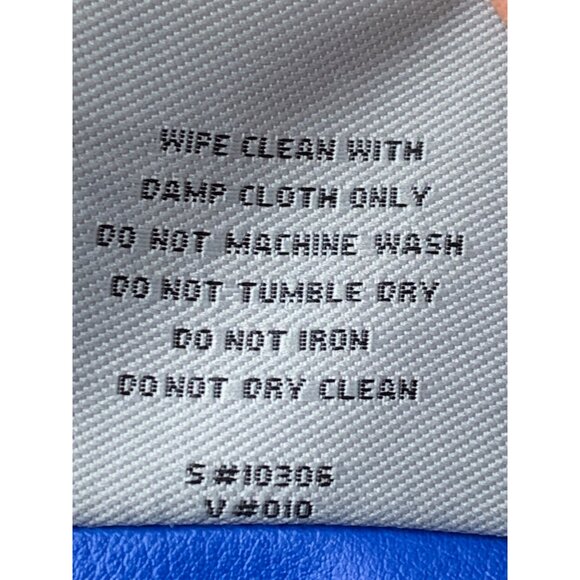 WIPE CLEAN WITH
DAMP CLOTH ONLY
DO NOT MACHINE WASH
DO NOT TUMBLE DRY
DO NOT IRON
DO NOT DRY CLEAN
S #10306
V #010